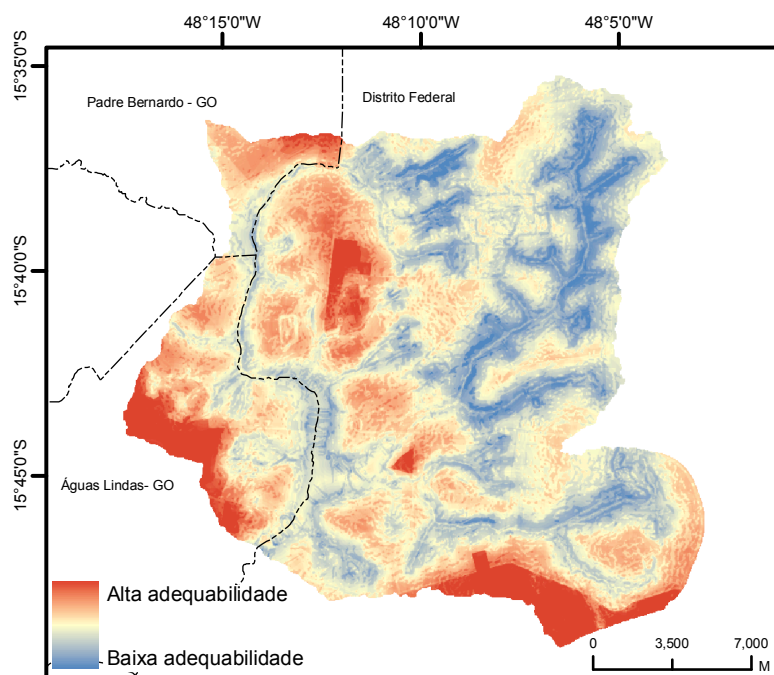 48°15'0"W
48°10'0"W
48°5'0"W
15°35'0"S
Padre Bernardo - GO
Distrito Federal
15°40'0"S
15°45'0"S
Águas Lindas- GO
Alta adequabilidade
Baixa adequabilidade
0 3,500 7,000
M